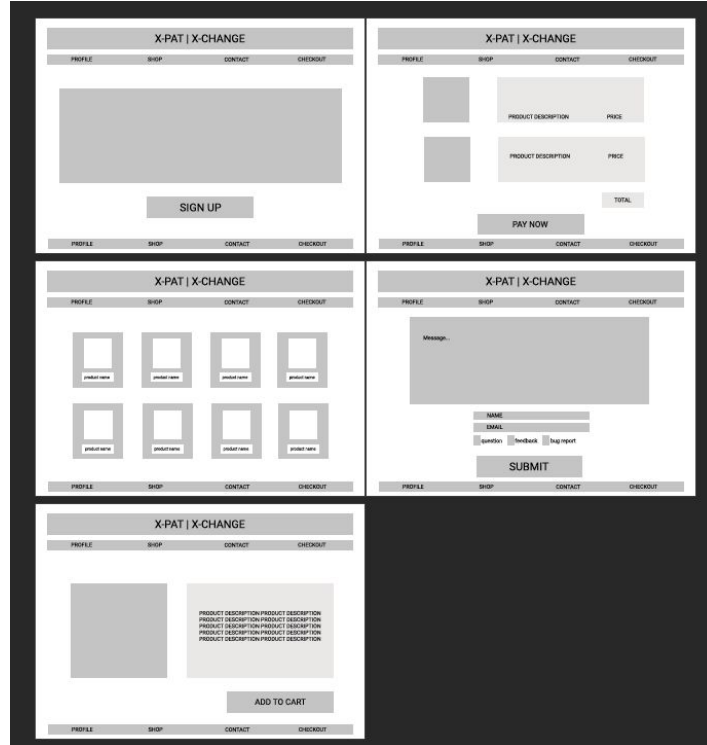 X-PAT | X-CHANGE
PROFILE SHOP CONTACT CHECKOUT
SIGN UP
PROFILE SHOP CONTACT CHECKOUT
X-PAT | X-CHANGE
PROFILE SHOP CONTACT CHECKOUT
PRODUCT DESCRIPTION PRICE
PRODUCT DESCRIPTION PRICE
TOTAL
PAY NOW
PROFILE SHOP CONTACT CHECKOUT
X-PAT | X-CHANGE
PROFILE SHOP CONTACT CHECKOUT
product name product name product name product name
product name product name product name product name
PROFILE SHOP CONTACT CHECKOUT
X-PAT | X-CHANGE
PROFILE SHOP CONTACT CHECKOUT
Message...
NAME
EMAIL
question feedback bug report
SUBMIT
PROFILE SHOP CONTACT CHECKOUT
X-PAT | X-CHANGE
PROFILE SHOP CONTACT CHECKOUT
PRODUCT DESCRIPTION PRODUCT DESCRIPTION
PRODUCT DESCRIPTION PRODUCT DESCRIPTION
PRODUCT DESCRIPTION PRODUCT DESCRIPTION
PRODUCT DESCRIPTION PRODUCT DESCRIPTION
PRODUCT DESCRIPTION PRODUCT DESCRIPTION
ADD TO CART
PROFILE SHOP CONTACT CHECKOUT